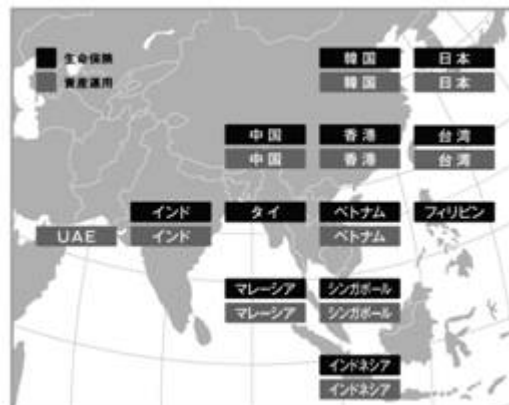 生命保険
資産運用
韓国 日本
韓国 日本
中国 香港 台湾
中国 香港 台湾
インド タイ ベトナム フィリピン
UAE インド ベトナム
マレーシア シンガポール
マレーシア シンガポール
インドネシア
インドネシア